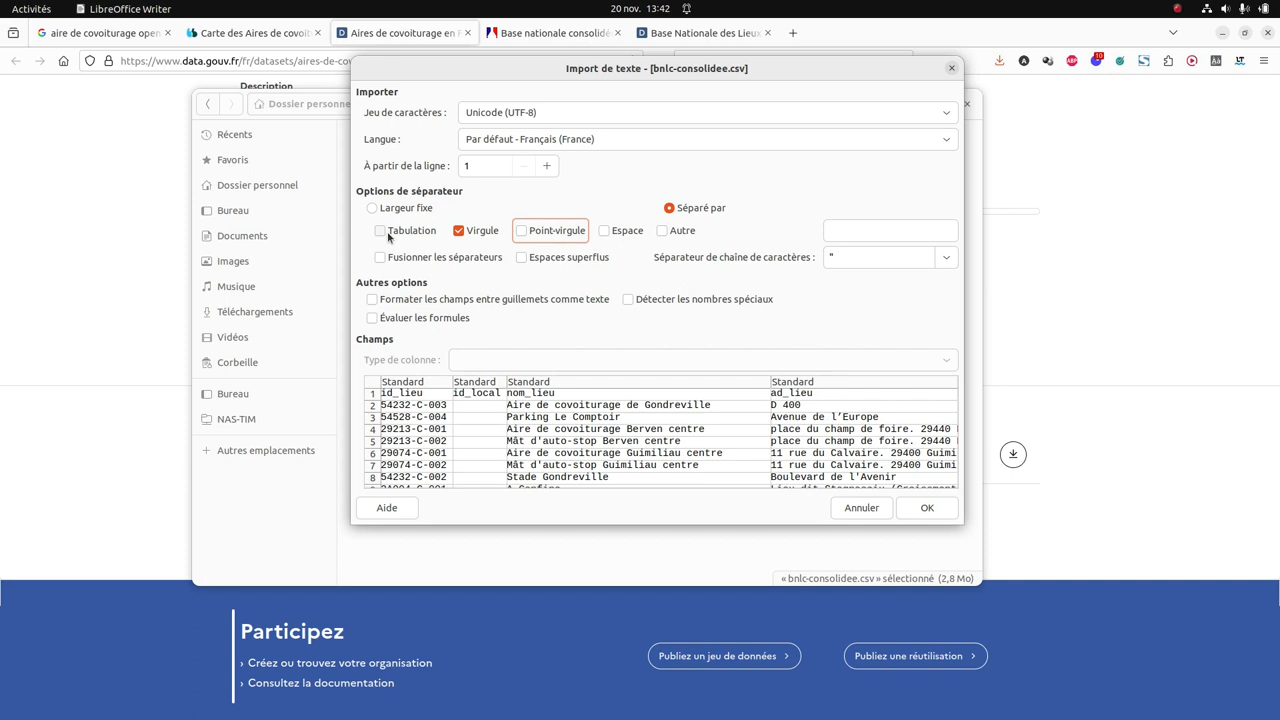 Activités LibreOffice Writer 20 nov. 13:42
aire de covoiturage open Carte des Aires de covoit Aires de covoiturage en F Base nationale consolidé Base Nationale des Lieux
https://www.data.gouv.fr/fr/datasets/aires-de-cov
10
Description
Dossier personne
Récents
Favoris
Dossier personnel
Bureau
Documents
Images
Musique
Téléchargements
Vidéos
Corbeille
Bureau
NAS-TIM
Autres emplacements
Import de texte - [bnlc-consolidee.csv]
Importer
Jeu de caractères : Unicode (UTF-8)
Langue : Par défaut - Français (France)
À partir de la ligne : 1
Options de séparateur
Largeur fixe Séparé par
Tabulation Virgule Point-virgule Espace Autre
Fusionner les séparateurs Espaces superflus Séparateur de chaîne de caractères : "
Autres options
Formater les champs entre guillemets comme texte Détecter les nombres spéciaux
Évaluer les formules
Champs
Type de colonne :
Standard Standard Standard Standard
1 id_lieu id_local nom_lieu ad_lieu
2 54232-C-003 Aire de covoiturage de Gondreville D 400
3 54528-C-004 Parking Le Comptoir Avenue de l’Europe
4 29213-C-001 Aire de covoiturage Berven centre place du champ de foire. 29440
5 29213-C-002 Mât d'auto-stop Berven centre place du champ de foire. 29440
6 29074-C-001 Aire de covoiturage Guimiliau centre 11 rue du Calvaire. 29400 Guimi
7 29074-C-002 Mât d'auto-stop Guimiliau centre 11 rue du Calvaire. 29400 Guimi
8 54232-C-002 Stade Gondreville Boulevard de l'Avenir
Aide Annuler OK
« bnlc-consolidee.csv » sélectionné (2,8 Mo)
Participez
› Créez ou trouvez votre organisation
› Consultez la documentation
Publiez un jeu de données
Publiez une réutilisation